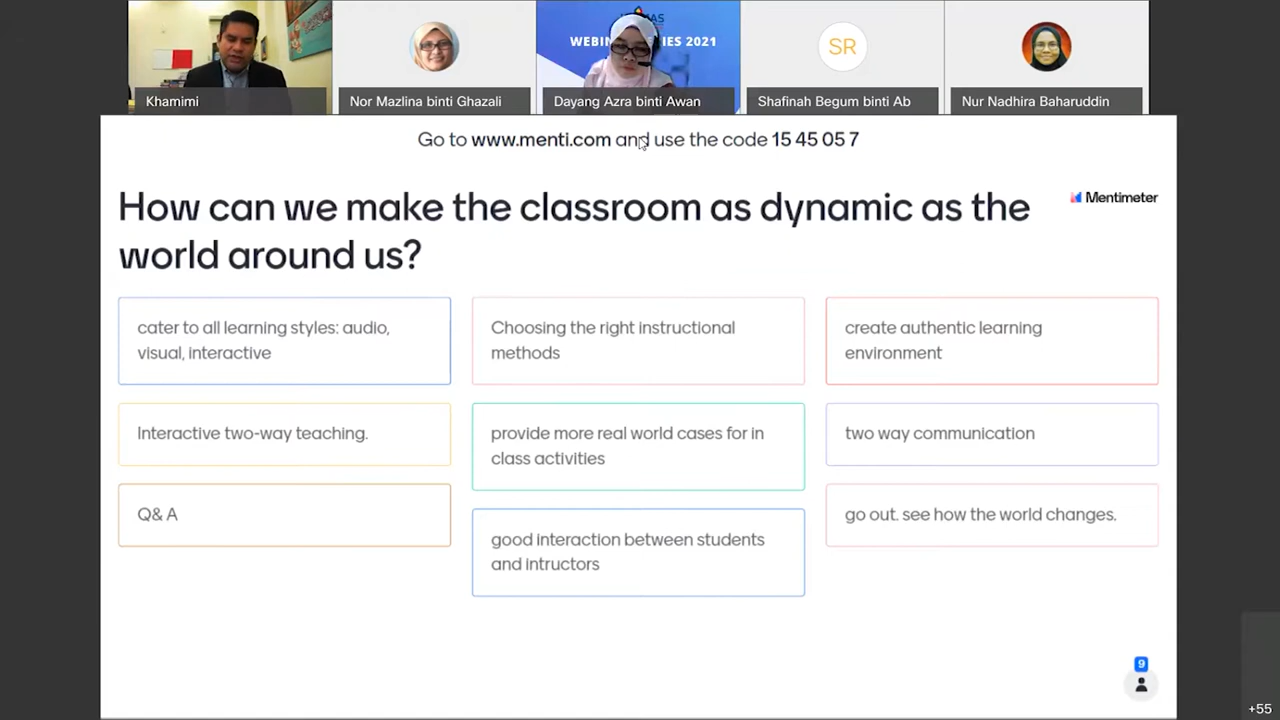 WEBIN
IES 2021
Khamimi
Nor Mazlina binti Ghazali
Dayang Azra binti Awan
SR
Shafinah Begum binti Ab
Nur Nadhira Baharuddin
Go to www.menti.com and use the code 15 45 05 7
How can we make the classroom as dynamic as the
world around us?
Mentimeter
cater to all learning styles: audio,
visual, interactive
Choosing the right instructional
methods
create authentic learning
environment
Interactive two-way teaching.
provide more real world cases for in
class activities
two way communication
Q& A
good interaction between students
and intructors
go out. see how the world changes.
9
+55